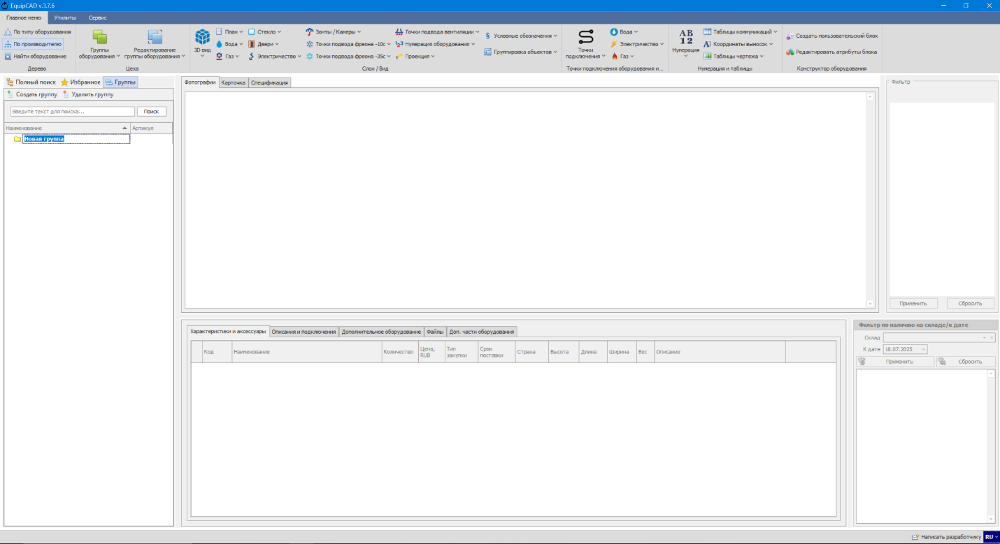 EquipCAD v.3.7.6
Главное меню Утилиты Сервис
По типу оборудования
По производителю
Найти оборудование
Дерево
Группы оборудования
Редактирование группы оборудования
Цеха
3D вид
План Стекло Зонты / Камеры Точки подвода вентиляции
Вода Двери Точки подвода фреона -10с Нумерация оборудования
Газ Электричество Точки подвода фреона -35с Проекция
Условные обозначения
Группировка объектов
Слои / Вид
Точки подключения
Вода
Электричество
Газ
Точки подключения оборудования и...
AB
12
Нумерация
Таблицы коммуникаций
Координаты выносок
Таблицы чертежа
Нумерация и таблицы
Создать пользовательский блок
Редактировать атрибуты блока
Конструктор оборудования
Полный поиск Избранное Группы
Создать группу Удалить группу
Введите текст для поиска... Поиск
Наименование Артикул
Новая группа
Фотографии Карточка Спецификация
Фильтр
Применить Сбросить
Характеристики и аксессуары Описания и подключения Дополнительное оборудование Файлы Доп. части оборудования
Код Наименование Количество Цена, RUB Тип закупки Срок поставки Страна Высота Длина Ширина Вес Описание
Фильтр по наличию на складе/к дате
Склад
К дате 18.07.2025
Применить Сбросить
Написать разработчику RU